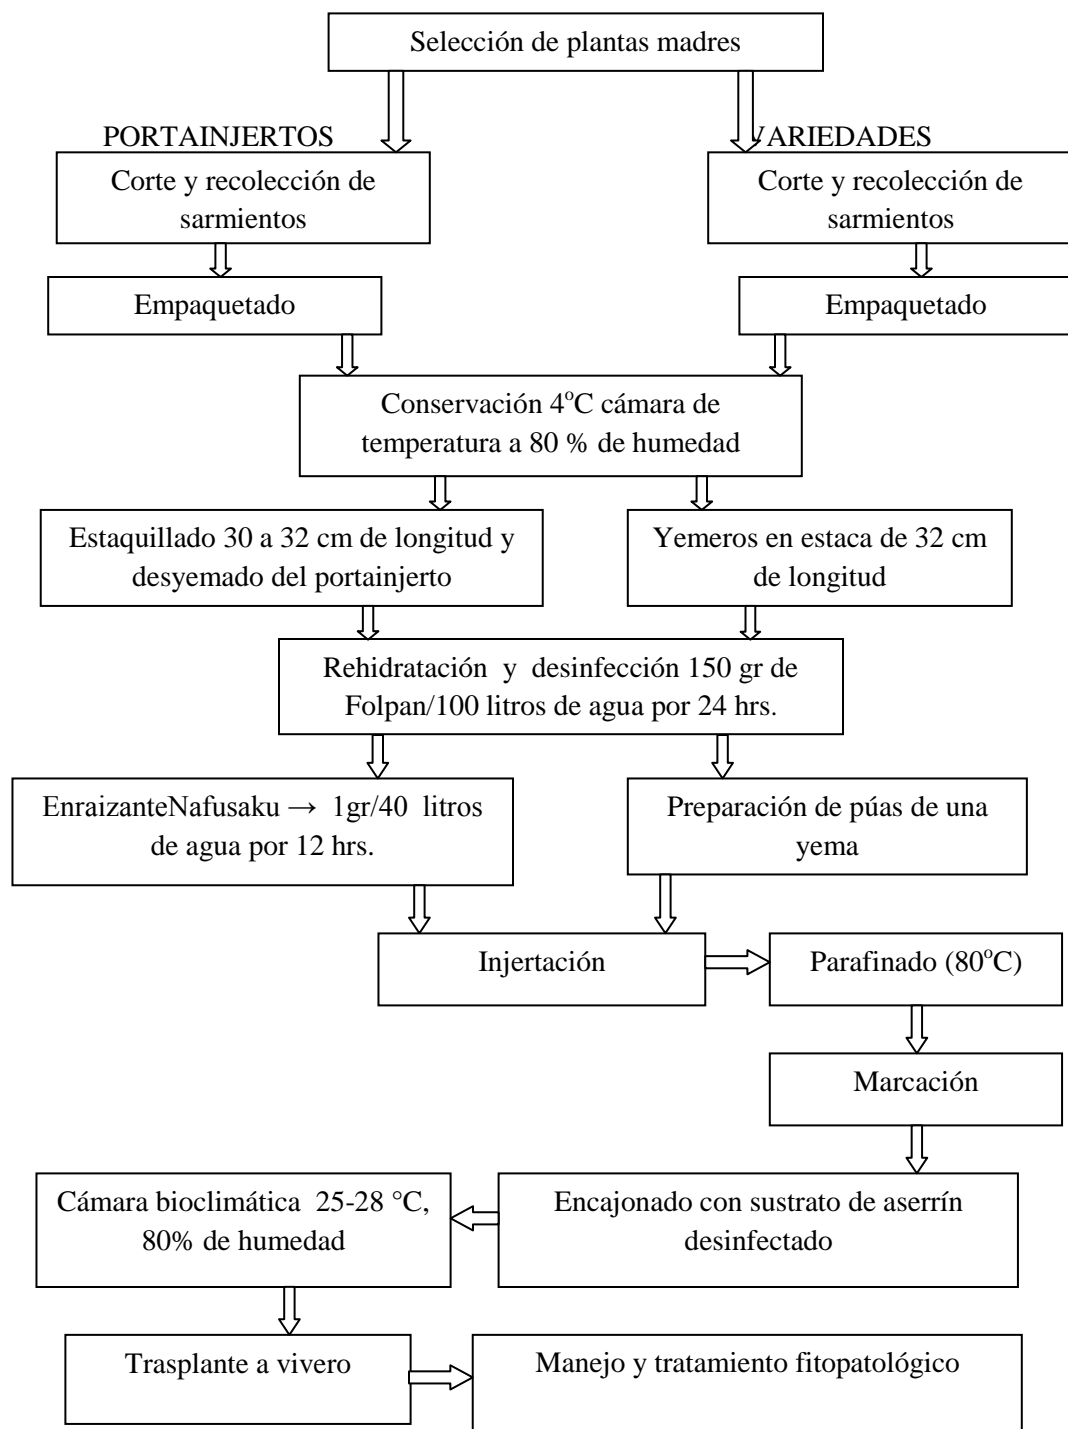 Selección de plantas madres
PORTAINJERTOS
VARIEDADES
Corte y recolección de
sarmientos
Corte y recolección de
sarmientos
Empaquetado
Empaquetado
Conservación 4°C cámara de
temperatura a 80 % de humedad
Estaquillado 30 a 32 cm de longitud y
desyemado del portainjerto
Yemeros en estaca de 32 cm
de longitud
Rehidratación y desinfección 150 gr de
Folpan/100 litros de agua por 24 hrs.
EnraizanteNafusaku → 1gr/40 litros
de agua por 12 hrs.
Preparación de púas de una
yema
Injertación
Parafinado (80°C)
Marcación
Cámara bioclimática 25-28 °C,
80% de humedad
Encajonado con sustrato de aserrín
desinfectado
Trasplante a vivero
Manejo y tratamiento fitopatológico